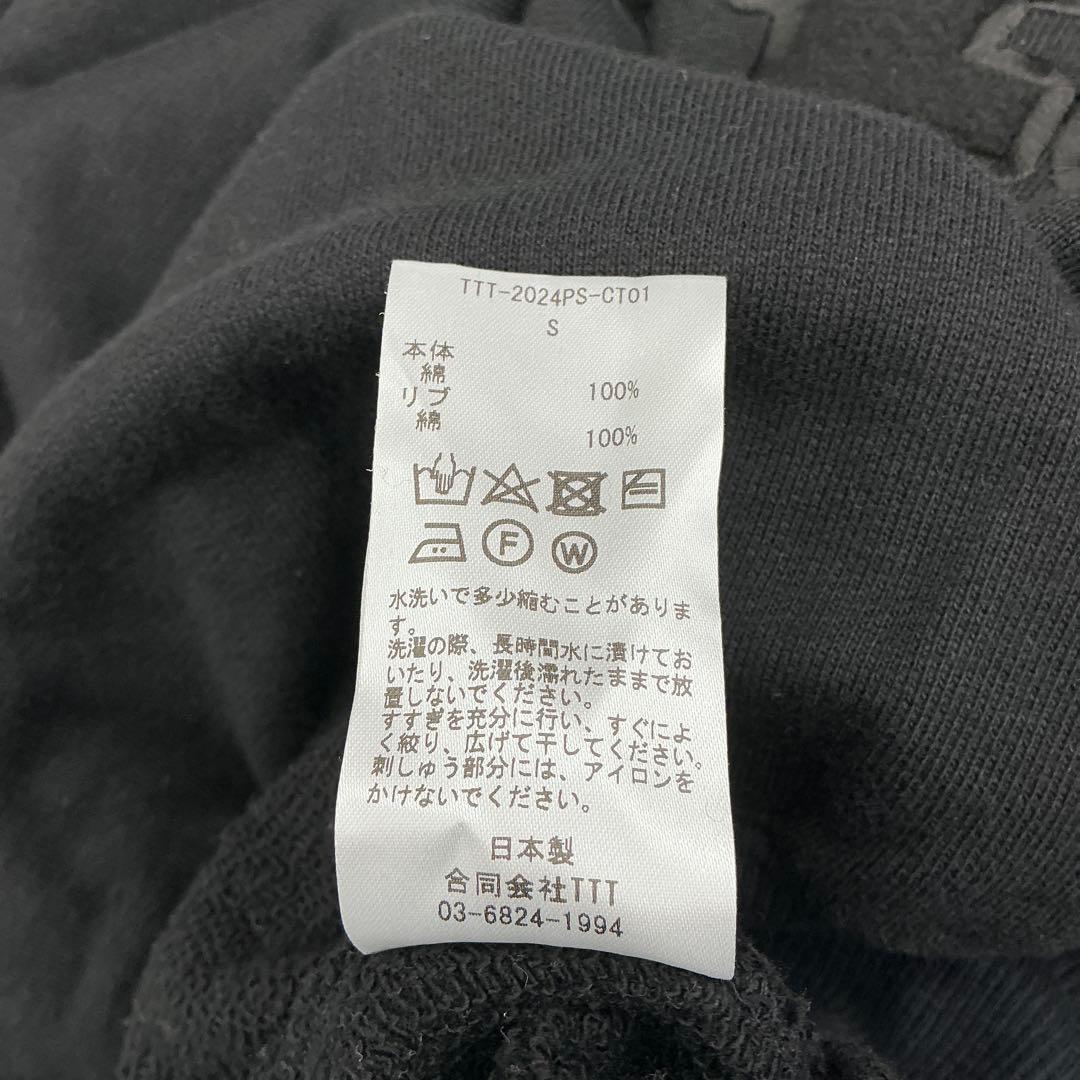 TTT-2024PS-CT01
S
本体
綿 100%
リブ
綿 100%
F W
水洗いで多少縮むことがありま
す。
洗濯の際、長時間水に漬けてお
いたり、洗濯後濡れたままで放
置しないでください。
すすぎを充分に行い、すぐによ
く絞り、広げて干してください。
刺しゅう部分には、アイロンを
かけないでください。
日本製
合同会社TTT
03-6824-1994